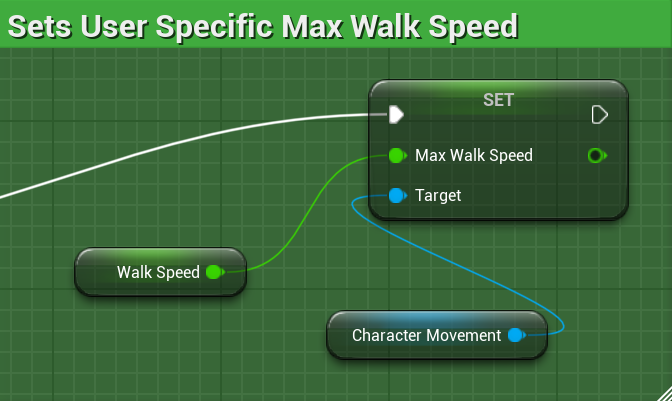 Sets User Specific Max Walk Speed
SET
Max Walk Speed
Target
Walk Speed
Character Movement